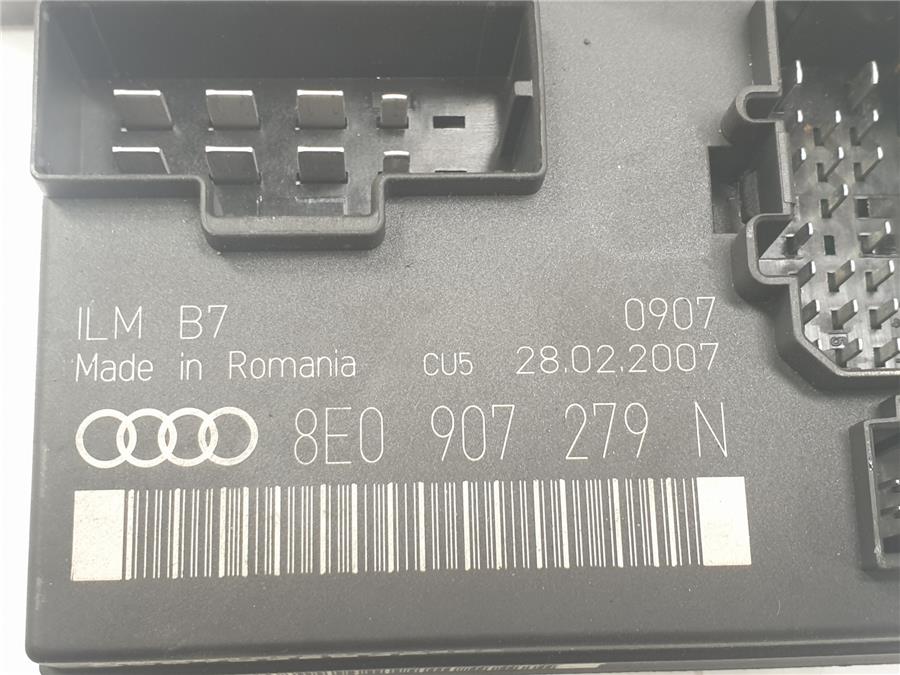 ILM B7 0907
Made in Romania CU5 28.02.2007
8E0 907 279 N